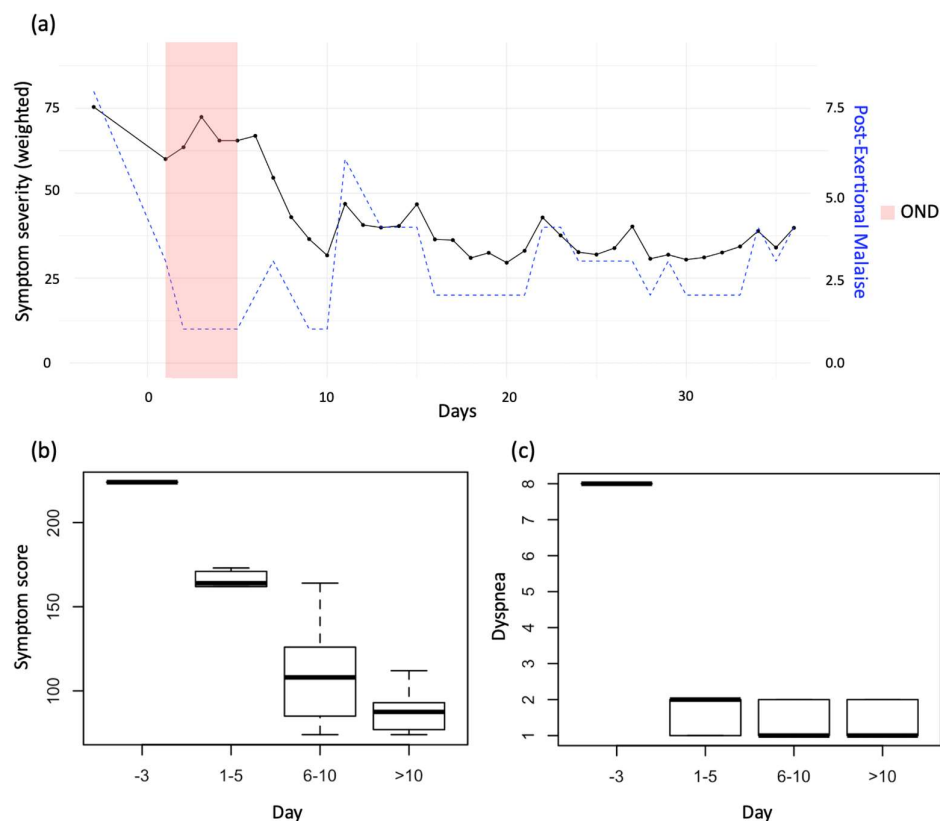 (a)
Symptom severity (weighted)
75
50
25
0
7.5
5.0
2.5
0.0
Post-Exertional Malaise
OND
0
10
20
30
Days
(b)
Symptom score
200
150
100
-3
1-5
6-10
>10
Day
(c)
Dyspnea
8
7
6
5
4
3
2
1
-3
1-5
6-10
>10
Day